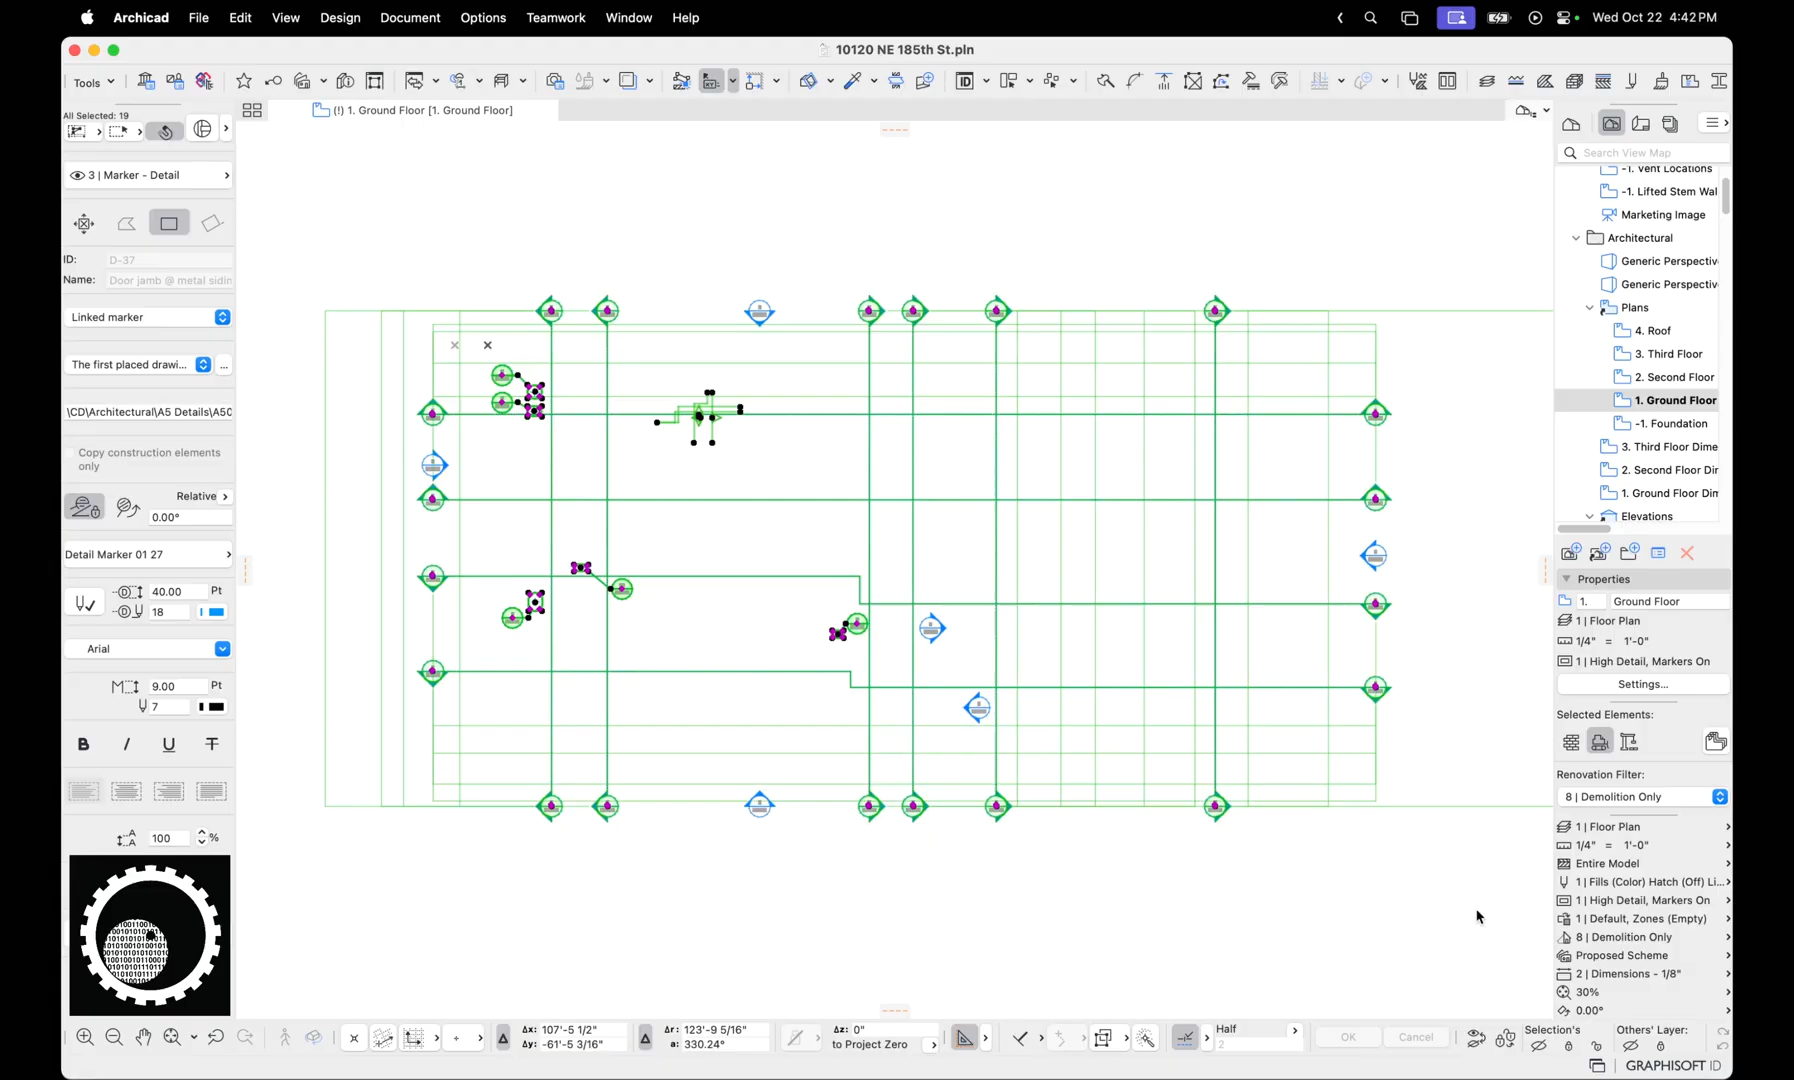 Archicad File Edit View Design Document Options Teamwork Window Help
Wed Oct 22 4:42 PM
10120 NE 185th St.pln
Tools
All Selected: 19
(!) 1. Ground Floor [1. Ground Floor]
3 | Marker - Detail
ID: D-37
Name: Door jamb @ metal sidin
Linked marker
The first placed drawi...
...
\CD\Architectural\A5 Details\A50
Copy construction elements
only
Relative
0.00°
Detail Marker 01 27
40.00 Pt
18
Arial
9.00 Pt
7
B I U T
100 %
Search View Map
-1. Vent Locations
-1. Lifted Stem Wal
Marketing Image
Architectural
Generic Perspectiv
Generic Perspectiv
Plans
4. Roof
3. Third Floor
2. Second Floor
1. Ground Floor
-1. Foundation
3. Third Floor Dime
2. Second Floor Dir
1. Ground Floor Dim
Elevations
Properties
1. Ground Floor
1 | Floor Plan
1/4" = 1'-0"
1 | High Detail, Markers On
Settings...
Selected Elements:
Renovation Filter:
8 | Demolition Only
1 | Floor Plan
1/4" = 1'-0"
Entire Model
1 | Fills (Color) Hatch (Off) Li...
1 | High Detail, Markers On
1 | Default, Zones (Empty)
8 | Demolition Only
Proposed Scheme
2 | Dimensions - 1/8"
30%
0.00°
Δx: 107'-5 1/2"
Δy: -61'-5 3/16"
Δr: 123'-9 5/16"
a: 330.24°
Δz: 0"
to Project Zero
Half
2
OK
Cancel
Selection's
Others' Layer:
GRAPHISOFT ID